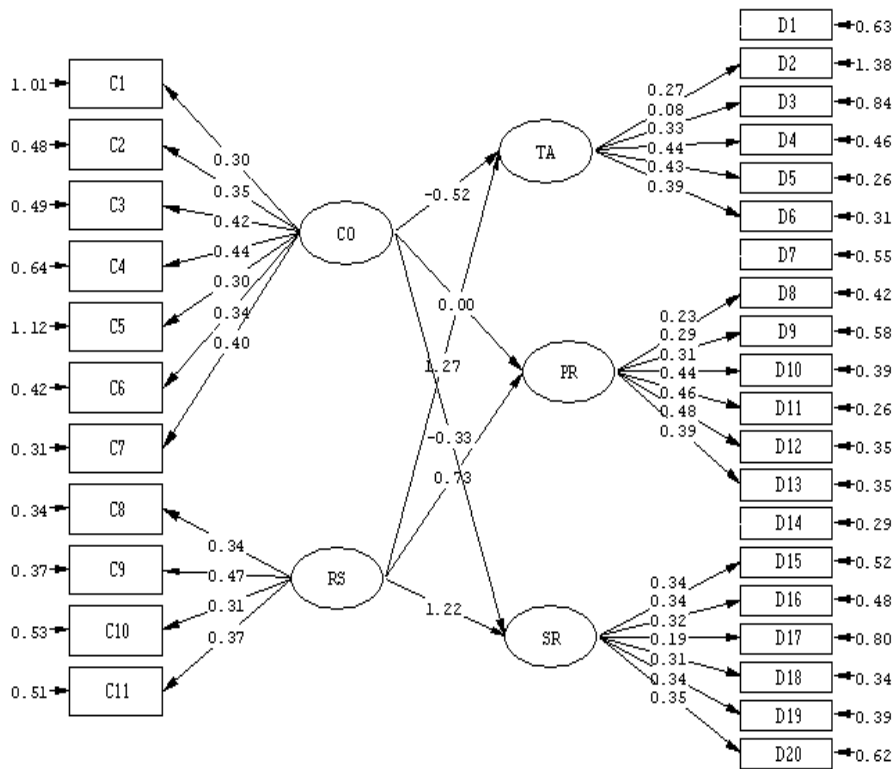 1.01
C1
0.48
C2
0.49
C3
0.64
C4
1.12
C5
0.42
C6
0.31
C7
0.34
C8
0.37
C9
0.53
C10
0.51
C11
0.30
0.35
0.42
0.44
0.30
0.34
0.40
0.34
0.47
0.31
0.37
CO
RS
-0.52
0.00
1.27
-0.33
0.73
1.22
TA
PR
SR
0.27
0.08
0.33
0.44
0.43
0.39
0.23
0.29
0.31
0.44
0.46
0.48
0.39
0.34
0.34
0.32
0.19
0.31
0.34
0.35
D1
0.63
D2
1.38
D3
0.84
D4
0.46
D5
0.26
D6
0.31
D7
0.55
D8
0.42
D9
0.58
D10
0.39
D11
0.26
D12
0.35
D13
0.35
D14
0.29
D15
0.52
D16
0.48
D17
0.80
D18
0.34
D19
0.39
D20
0.62